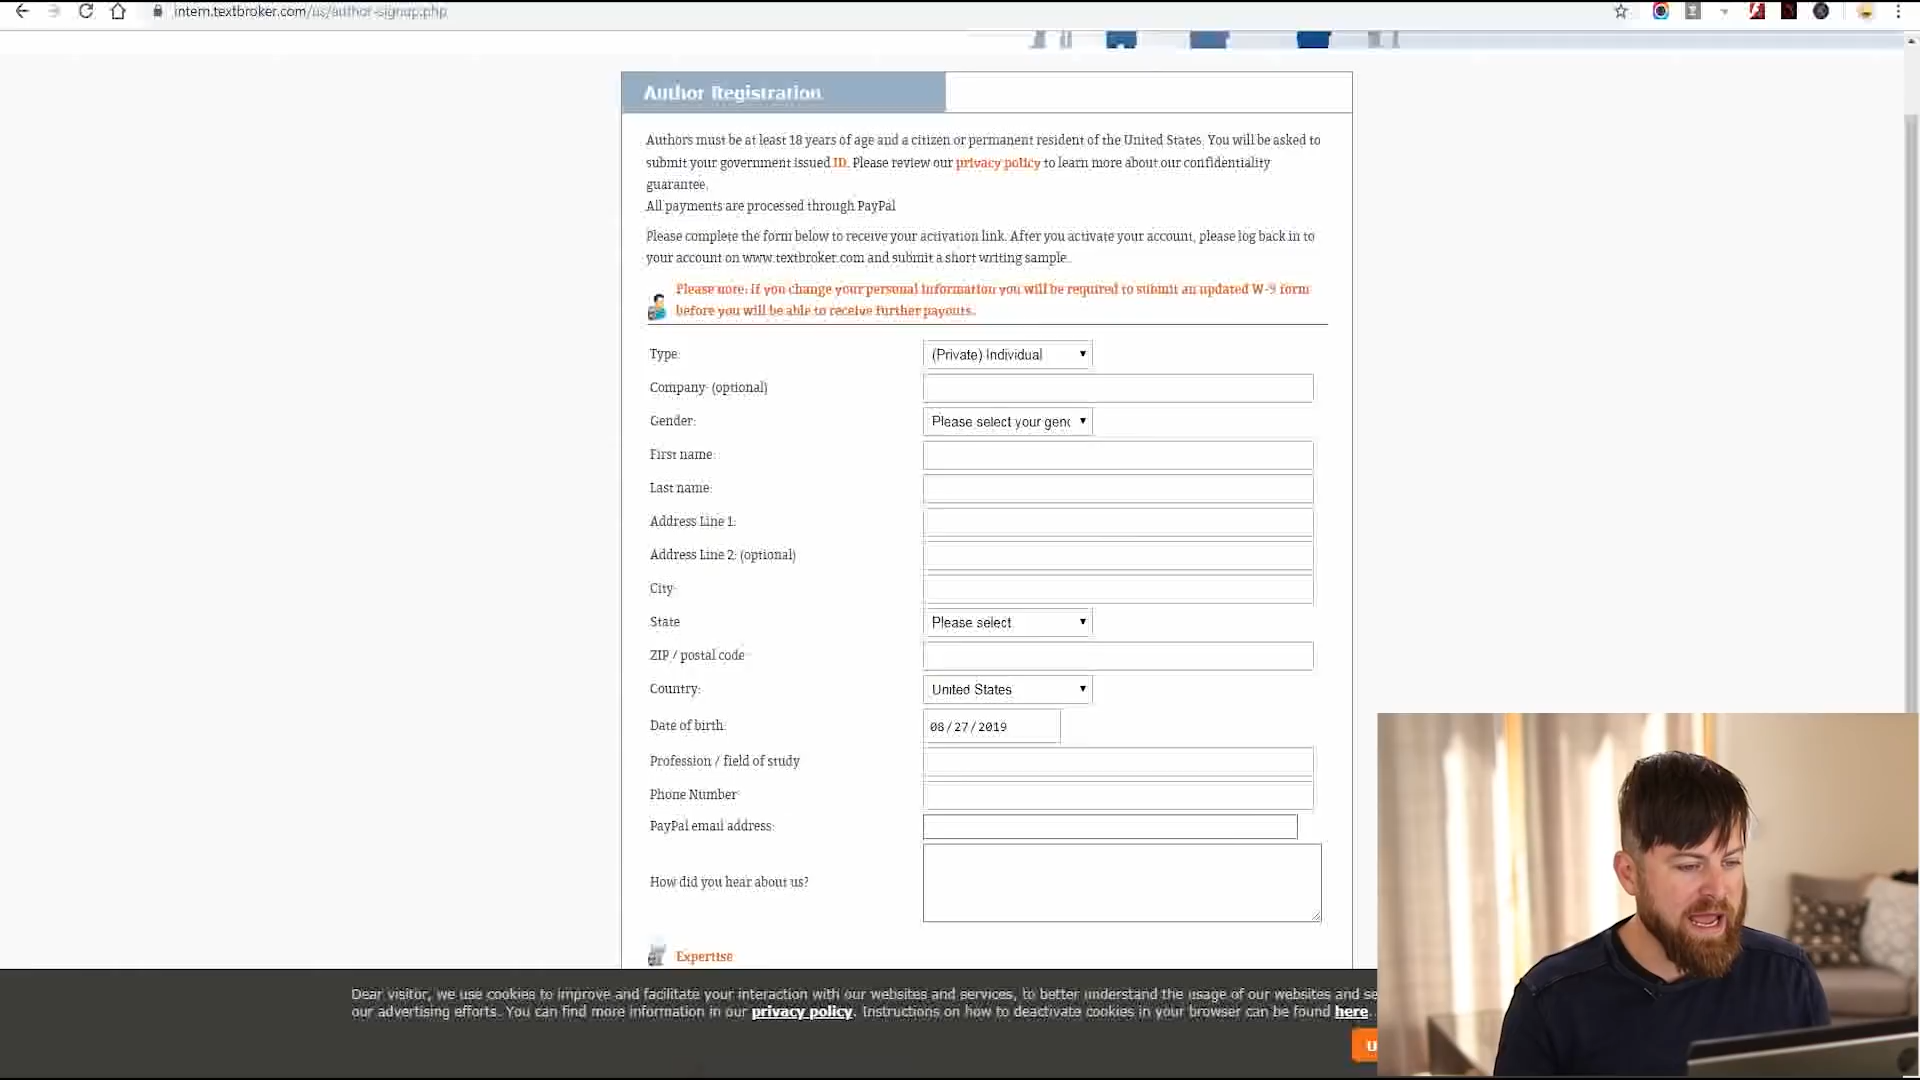 intern.textbroker.com/us/author-signup.php
Author Registration
Authors must be at least 18 years of age and a citizen or permanent resident of the United States. You will be asked to
submit your government issued ID. Please review our privacy policy to learn more about our confidentiality
guarantee.
All payments are processed through PayPal
Please complete the form below to receive your activation link. After you activate your account, please log back in to
your account on www.textbroker.com and submit a short writing sample.
Please note: If you change your personal information you will be required to submit an updated W-9 form
before you will be able to receive further payouts.
Type: (Private) Individual
Company: (optional)
Gender: Please select your gend
First name:
Last name:
Address Line 1:
Address Line 2: (optional)
City:
State Please select
ZIP / postal code
Country: United States
Date of birth: 08/27/2019
Profession / field of study
Phone Number
PayPal email address:
How did you hear about us?
Expertise
Dear visitor, we use cookies to improve and facilitate your interaction with our websites and services, to better understand the usage of our websites and se
our advertising efforts. You can find more information in our privacy policy. Instructions on how to deactivate cookies in your browser can be found here.